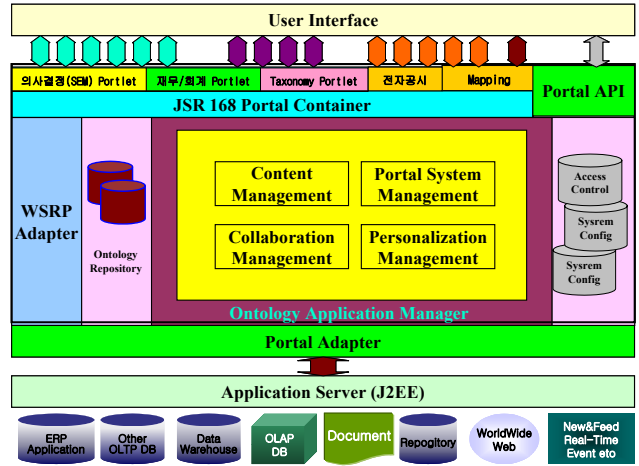 User Interface
의사결정(SEM) Portlet
재무/회계 Portlet
Taxonomy Portlet
전자공시
Mapping
Portal API
JSR 168 Portal Container
WSRP
Adapter
Ontology
Repository
Content
Management
Portal System
Management
Collaboration
Management
Personalization
Management
Access
Control
Sysrem
Config
Sysrem
Config
Ontology Application Manager
Portal Adapter
Application Server (J2EE)
ERP
Application
Other
OLTP DB
Data
Warehouse
OLAP
DB
Document
Repogitory
WorldWide
Web
New&Feed
Real-Time
Event eto